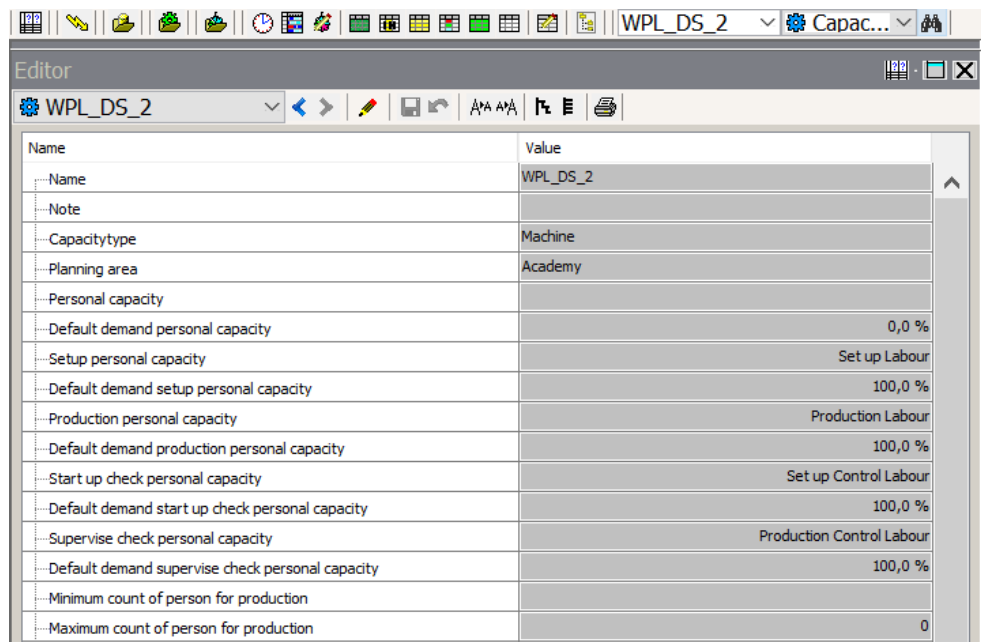 WPL_DS_2 Capac...
Editor
WPL_DS_2
Name Value
Name WPL_DS_2
Note
Capacitytype Machine
Planning area Academy
Personal capacity
Default demand personal capacity 0,0 %
Setup personal capacity Set up Labour
Default demand setup personal capacity 100,0 %
Production personal capacity Production Labour
Default demand production personal capacity 100,0 %
Start up check personal capacity Set up Control Labour
Default demand start up check personal capacity 100,0 %
Supervise check personal capacity Production Control Labour
Default demand supervise check personal capacity 100,0 %
Minimum count of person for production
Maximum count of person for production 0